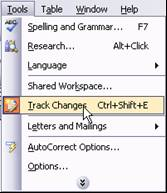 Tools Table Window
Spelling and Grammar... F7
Research... Alt+Click
Language
Shared Workspace...
Track Changes Ctrl+Shift+E
Letters and Mailings
AutoCorrect Options...
Options...